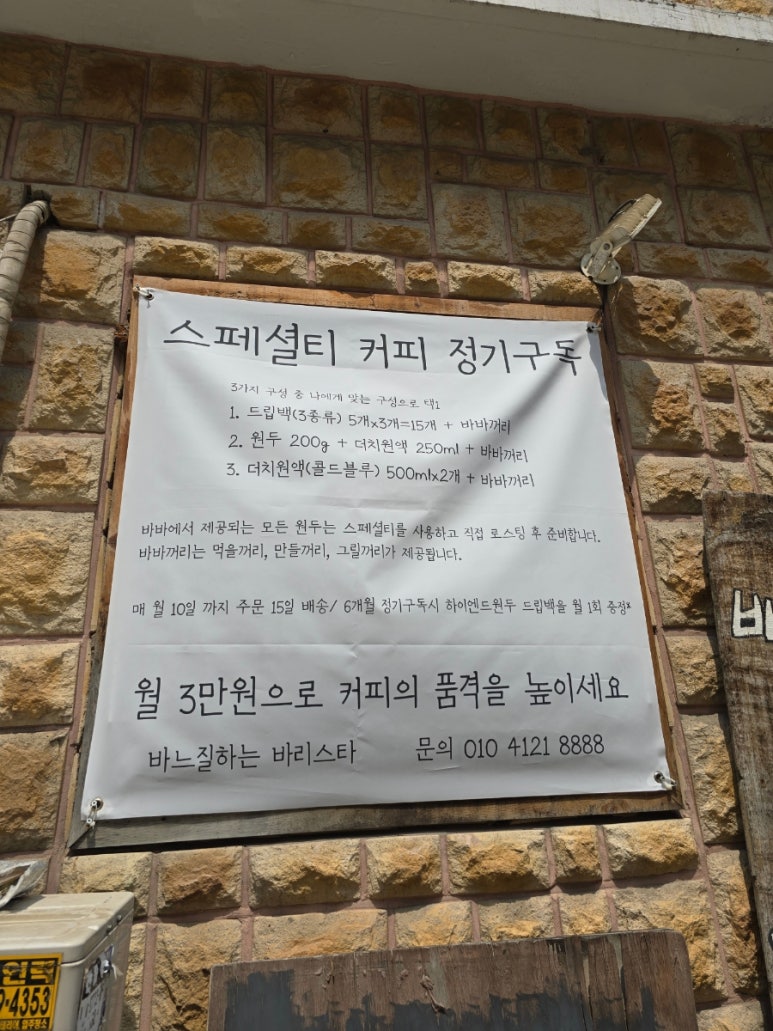 스페셜티 커피 정기구독
3가지 구성 중 나에게 맞는 구성으로 택1
1. 드립백(3종류) 5개x3개=15개 + 바바꺼리
2. 원두 200g + 더치원액 250ml + 바바꺼리
3. 더치원액(콜드블루) 500mlx2개 + 바바꺼리
바바에서 제공되는 모든 원두는 스페셜티를 사용하고 직접 로스팅 후 준비합니다.
바바꺼리는 먹을꺼리, 만들꺼리, 그릴꺼리가 제공됩니다.
매 월 10일 까지 주문 15일 배송/ 6개월 정기구독시 하이엔드원두 드립백을 월 1회 증정*
월 3만원으로 커피의 품격을 높이세요
바느질하는 바리스타 문의 010 4121 8888
바
9-4353